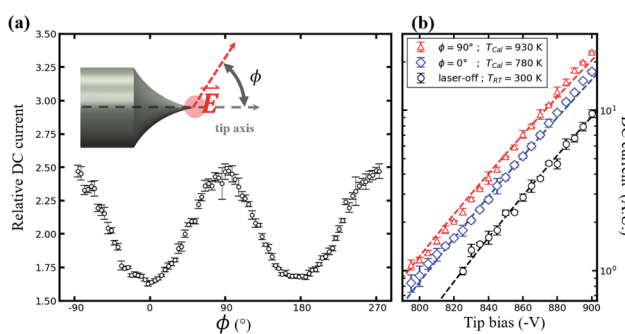 (a)
3.50
3.25
3.00
2.75
2.50
2.25
2.00
1.75
1.50
Relative DC current
E
ϕ
tip axis
-90
0
90
180
270
ϕ (°)
(b)
ϕ = 90° ; T_Cal = 930 K
ϕ = 0° ; T_Cal = 780 K
laser-off ; T_RT = 300 K
10¹
10⁰
800
820
840
860
880
900
Tip bias (-V)